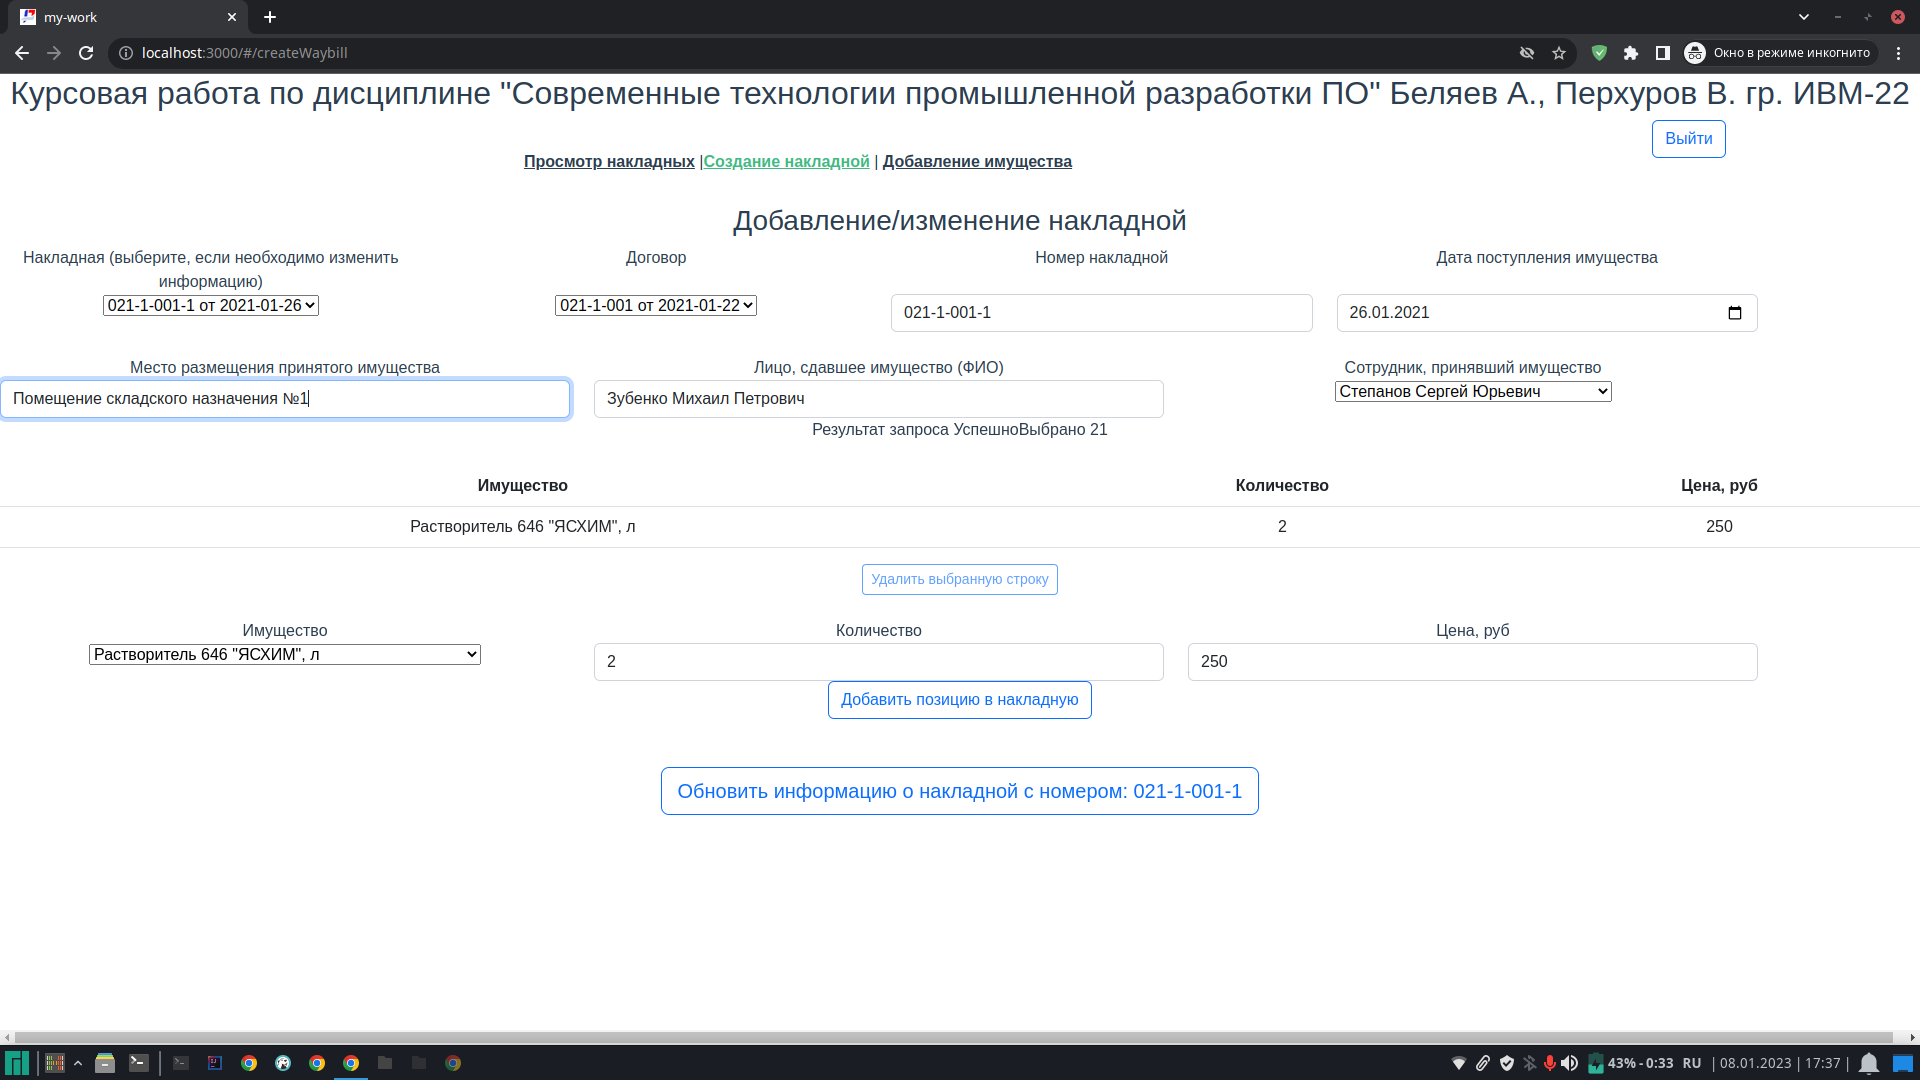 my-work
localhost:3000/#/createWaybill
Окно в режиме инкогнито
Курсовая работа по дисциплине "Современные технологии промышленной разработки ПО" Беляев А., Перхуров В. гр. ИВМ-22
Выйти
Просмотр накладных |Создание накладной | Добавление имущества
Добавление/изменение накладной
Накладная (выберите, если необходимо изменить информацию)
Договор
Номер накладной
Дата поступления имущества
021-1-001-1 от 2021-01-26
021-1-001 от 2021-01-22
021-1-001-1
26.01.2021
Место размещения принятого имущества
Лицо, сдавшее имущество (ФИО)
Сотрудник, принявший имущество
Помещение складского назначения №1
Зубенко Михаил Петрович
Степанов Сергей Юрьевич
Результат запроса УспешноВыбрано 21
Имущество
Количество
Цена, руб
Растворитель 646 "ЯСХИМ", л
2
250
Удалить выбранную строку
Имущество
Количество
Цена, руб
Растворитель 646 "ЯСХИМ", л
2
250
Добавить позицию в накладную
Обновить информацию о накладной с номером: 021-1-001-1
43% - 0:33 RU | 08.01.2023 | 17:37 |